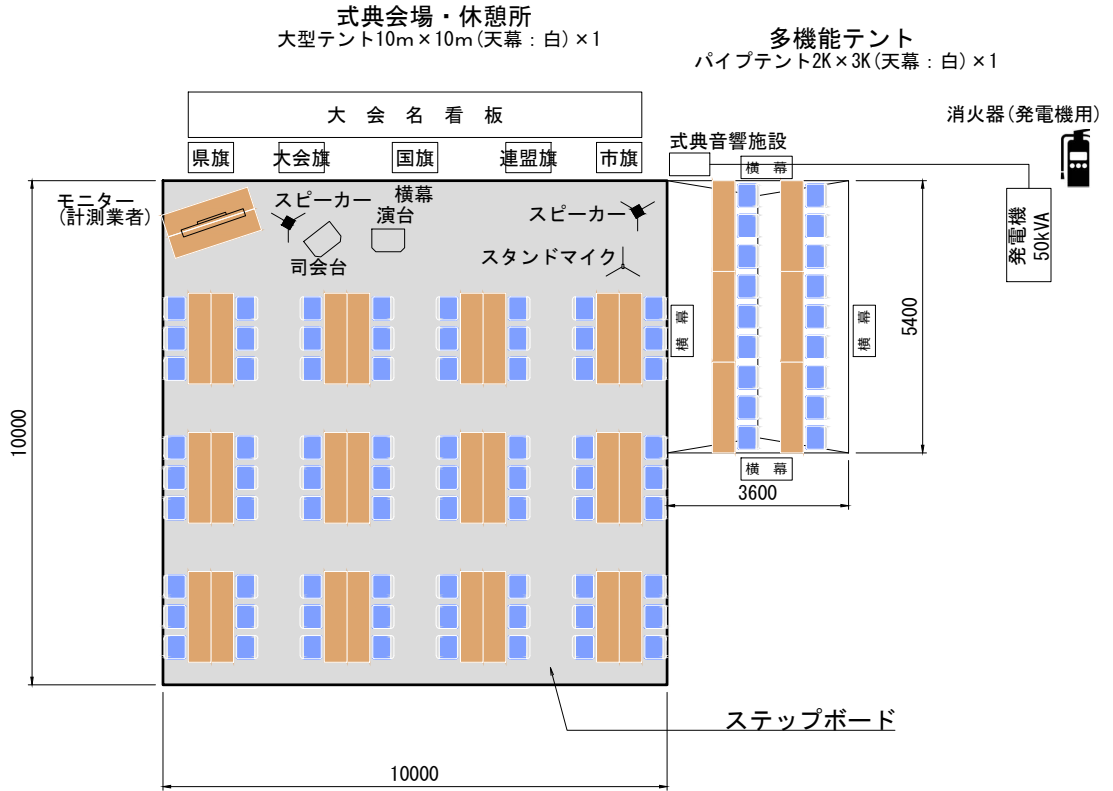 式典会場・休憩所
大型テント10m×10m(天幕：白)×1
多機能テント
パイプテント2K×3K(天幕：白)×1
大会名看板
消火器(発電機用)
式典音響施設
県旗
大会旗
国旗
連盟旗
市旗
横幕
モニター
(計測業者)
スピーカー
横幕
演台
スピーカー
司会台
スタンドマイク
発電機
50kVA
横幕
横幕
5400
10000
横幕
3600
ステップボード
10000